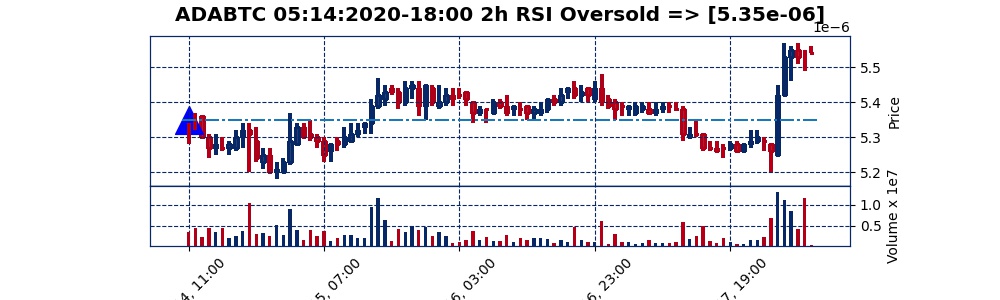 ADABTC 05:14:2020-18:00 2h RSI Oversold => [5.35e-06]
1e−6
5.5
5.4
5.3
5.2
Price
1.0
0.5
Volume x 1e7
4, 11:00
5, 07:00
6, 03:00
6, 23:00
7, 19:00